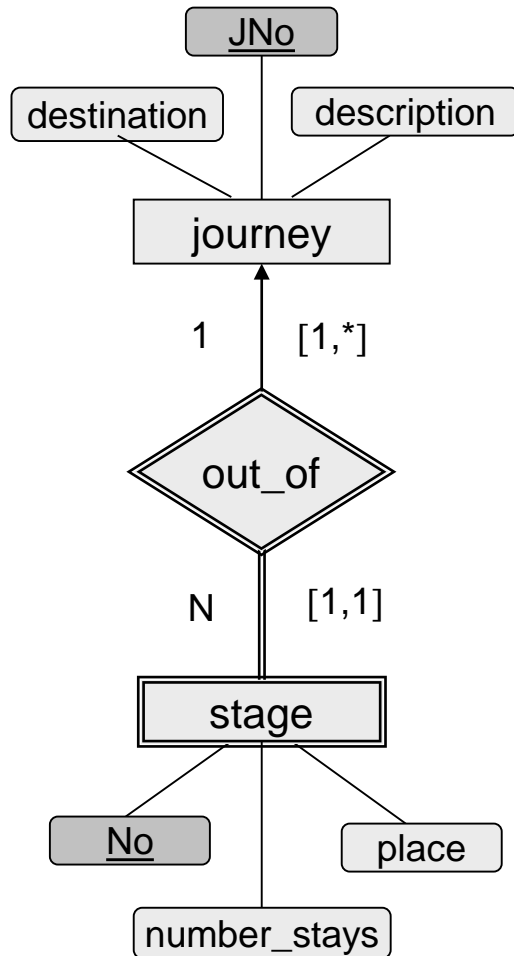 JNo
destination
description
journey
1
[1,*]
out_of
N
[1,1]
stage
No
place
number_stays